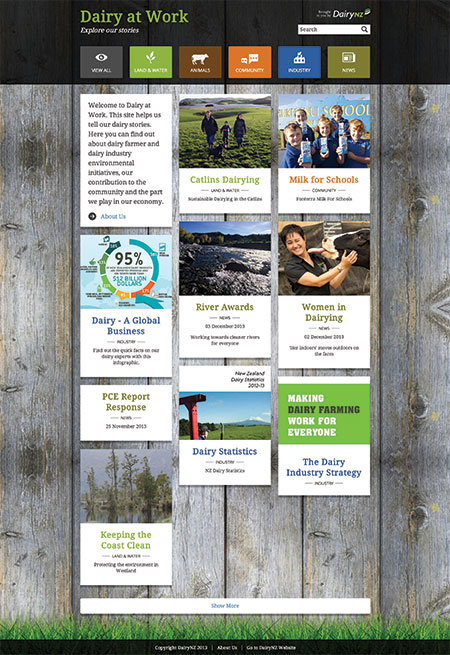 Dairy at Work
Explore our stories
Brought
to you by
DairyNZ
Search
VIEW ALL
LAND & WATER
ANIMALS
COMMUNITY
INDUSTRY
NEWS
Welcome to Dairy at
Work. This site helps us
tell our dairy stories.
Here you can find out
about dairy farmer and
dairy industry
environmental
initiatives, our
contribution to the
community and the part
we play in our economy.
About Us
Catlins Dairying
LAND & WATER
Sustainable Dairying in the Catlins
Milk for Schools
COMMUNITY
Fonterra Milk For Schools
95%
$12 BILLION
DOLLARS
Dairy - A Global
Business
INDUSTRY
Find out the quick facts on our
dairy experts with this
infographic.
River Awards
NEWS
03 December 2013
Working towards cleaner rivers
for everyone
Women in
Dairying
NEWS
02 December 2013
'She indoors' moves outdoors on
the farm
PCE Report
Response
NEWS
25 November 2013
New Zealand
Dairy Statistics
2012-13
Dairy Statistics
INDUSTRY
NZ Dairy Statistics
MAKING
DAIRY FARMING
WORK FOR
EVERYONE
The Dairy
Industry Strategy
INDUSTRY
Keeping the
Coast Clean
LAND & WATER
Protecting the environment in
Westland
Show More
Copyright DairyNZ 2013 | About Us | Go to DairyNZ Website